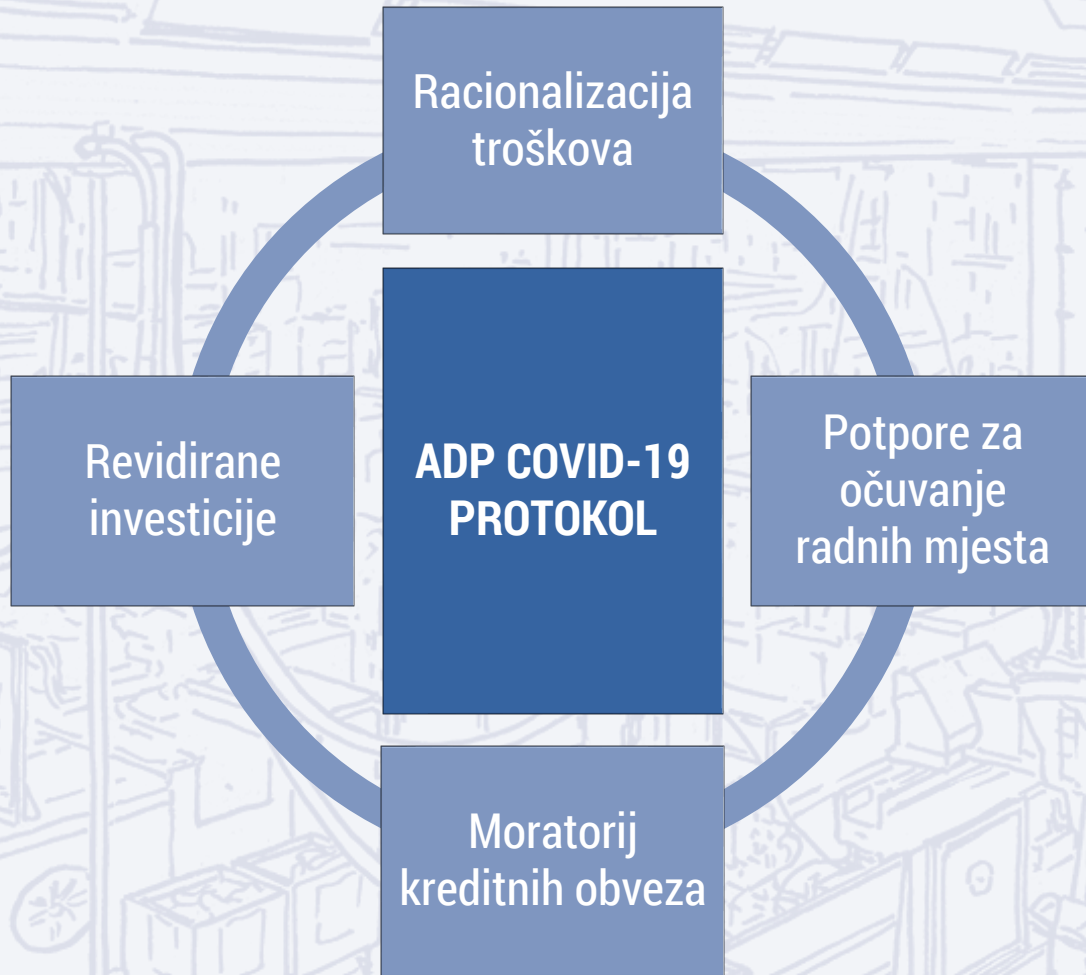 Racionalizacija
troškova
Revidirane
investicije
ADP COVID-19
PROTOKOL
Potpore za
očuvanje
radnih mjesta
Moratorij
kreditnih obveza